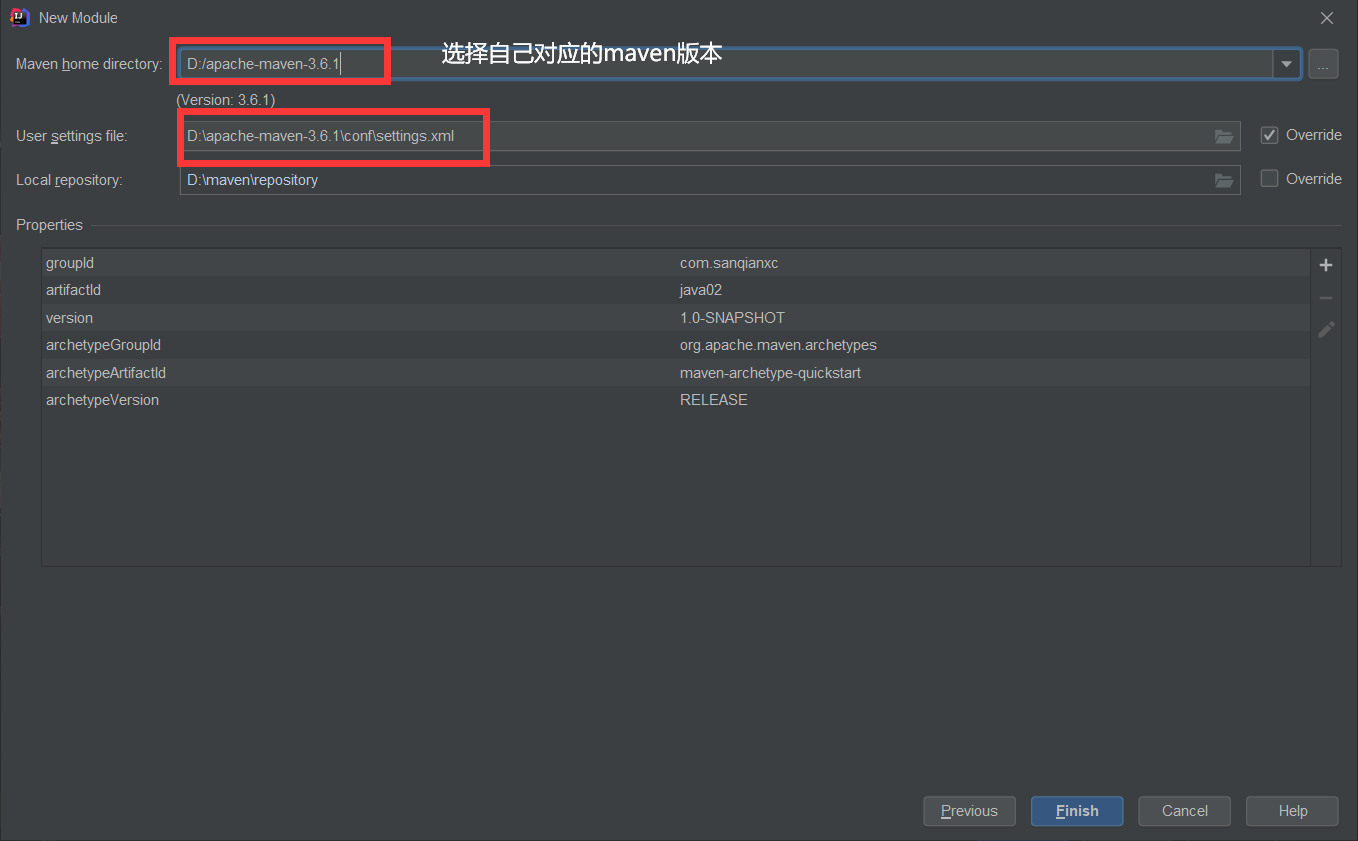 New Module
选择自己对应的maven版本
Maven home directory: D:/apache-maven-3.6.1 ...
(Version: 3.6.1)
User settings file: D:\apache-maven-3.6.1\conf\settings.xml Override
Local repository: D:\maven\repository Override
Properties
groupId com.sanqianxc
artifactId java02
version 1.0-SNAPSHOT
archetypeGroupId org.apache.maven.archetypes
archetypeArtifactId maven-archetype-quickstart
archetypeVersion RELEASE
Previous Finish Cancel Help